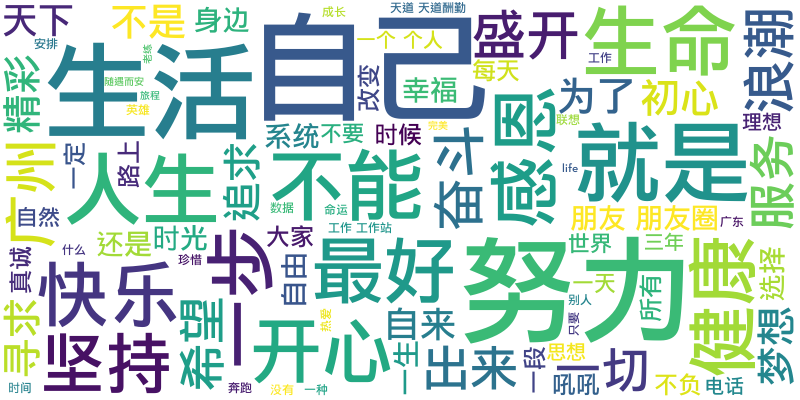 天下
不是
身边
成长
天道 天道酬勤
安排
老练
一个 个人
盛开
工作
生命
浪潮
精彩
生活
自己
随遇而安
旅程
英雄
改变
幸福
每天
为了
初心
理想
系统
不要
时候
完美
感恩
联想
就是
服务
广州
一定
路上
人生
追求
不能
奋斗
life
自然
数据
命运
朋友 朋友圈
广东
真诚
什么
还是
时光
珍惜
一步
大家
工作 工作站
最好
努力
世界
三年
健康
选择
寻求
快乐
希望
自由
热爱
自来
一天
别人
所有
只要
梦想
时间
坚持
奔跑
没有
开心
一种
一生
出来
一段
思想
吼吼
一切
不负
电话